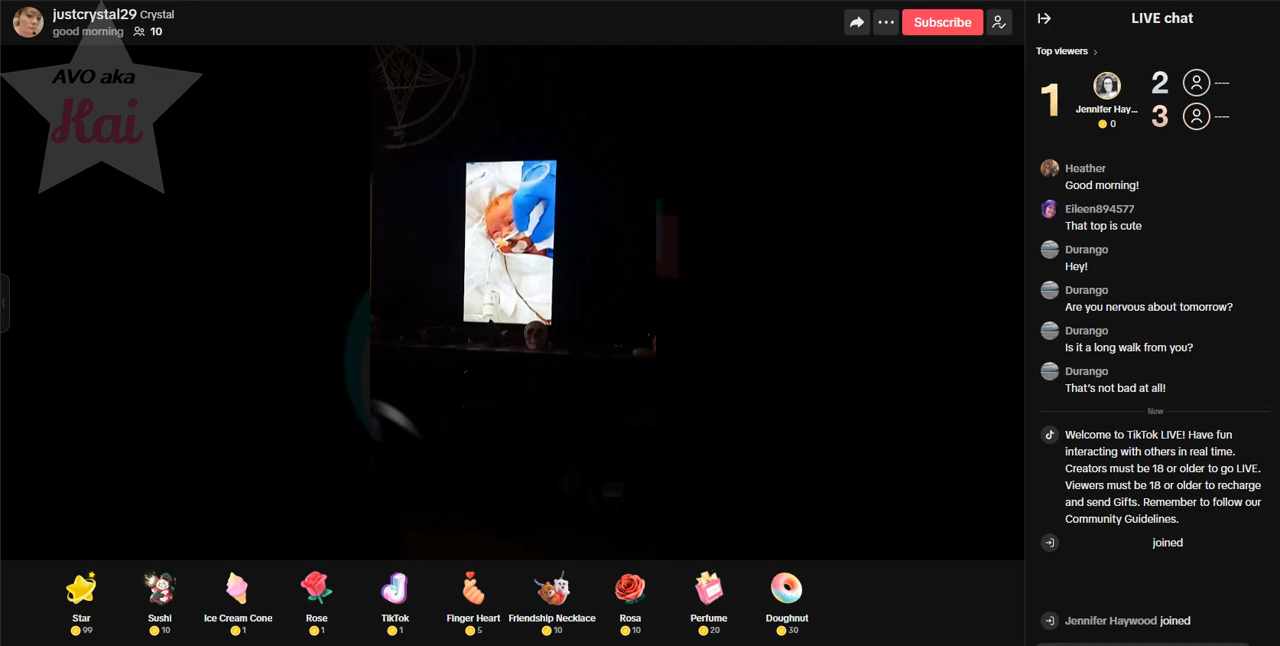 justcrystal29 Crystal
good morning 10
Subscribe
LIVE chat
AVO aka
Kai
Top viewers
1
Jennifer Hay...
0
2 ----
3 ----
Heather
Good morning!
Eileen894577
That top is cute
Durango
Hey!
Durango
Are you nervous about tomorrow?
Durango
Is it a long walk from you?
Durango
That's not bad at all!
New
Welcome to TikTok LIVE! Have fun
interacting with others in real time.
Creators must be 18 or older to go LIVE.
Viewers must be 18 or older to recharge
and send Gifts. Remember to follow our
Community Guidelines.
joined
Jennifer Haywood joined
Star
99
Sushi
10
Ice Cream Cone
1
Rose
1
TikTok
1
Finger Heart
5
Friendship Necklace
10
Rosa
10
Perfume
20
Doughnut
30